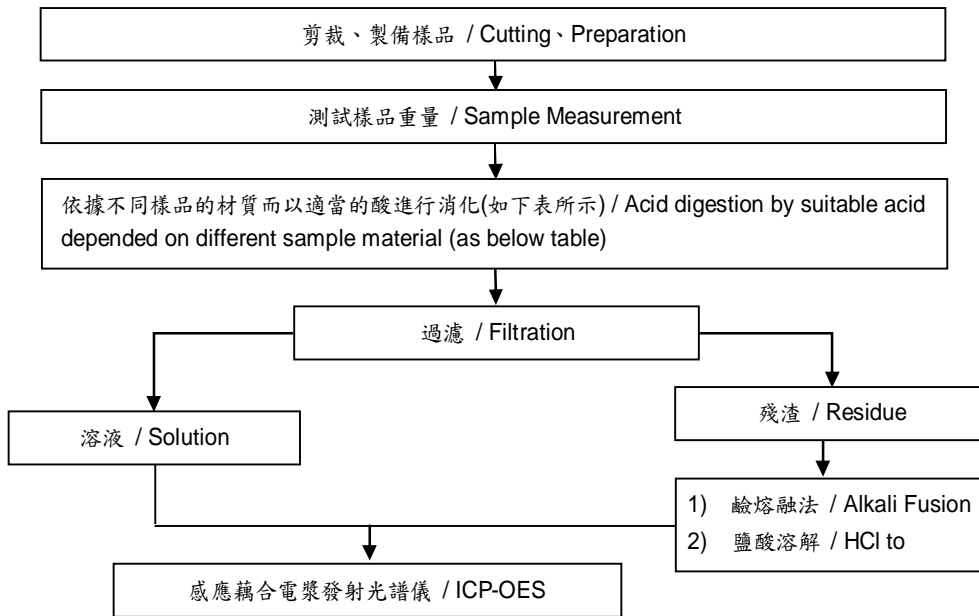 剪裁、製備樣品 / Cutting、Preparation
測試樣品重量 / Sample Measurement
依據不同樣品的材質而以適當的酸進行消化(如下表所示) / Acid digestion by suitable acid
depended on different sample material (as below table)
過濾 / Filtration
溶液 / Solution
殘渣 / Residue
1) 鹼熔融法 / Alkali Fusion
2) 鹽酸溶解 / HCl to
感應藕合電漿發射光譜儀 / ICP-OES